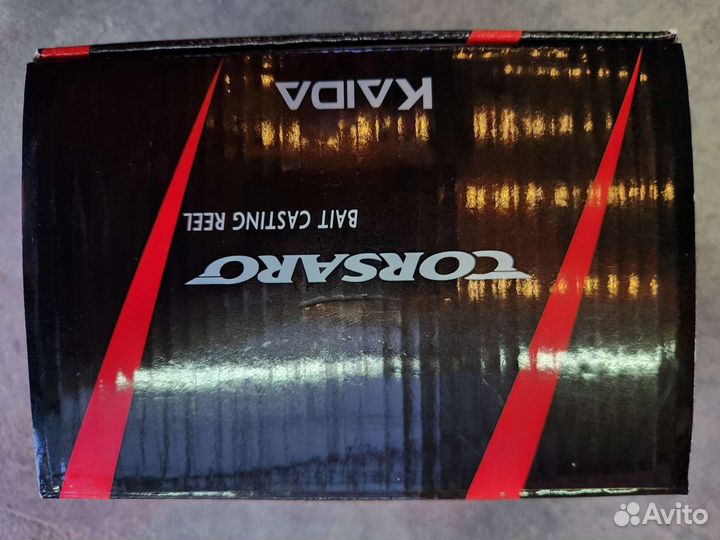 CORSARO
BAIT CASTING REEL
KAIDA
Avito